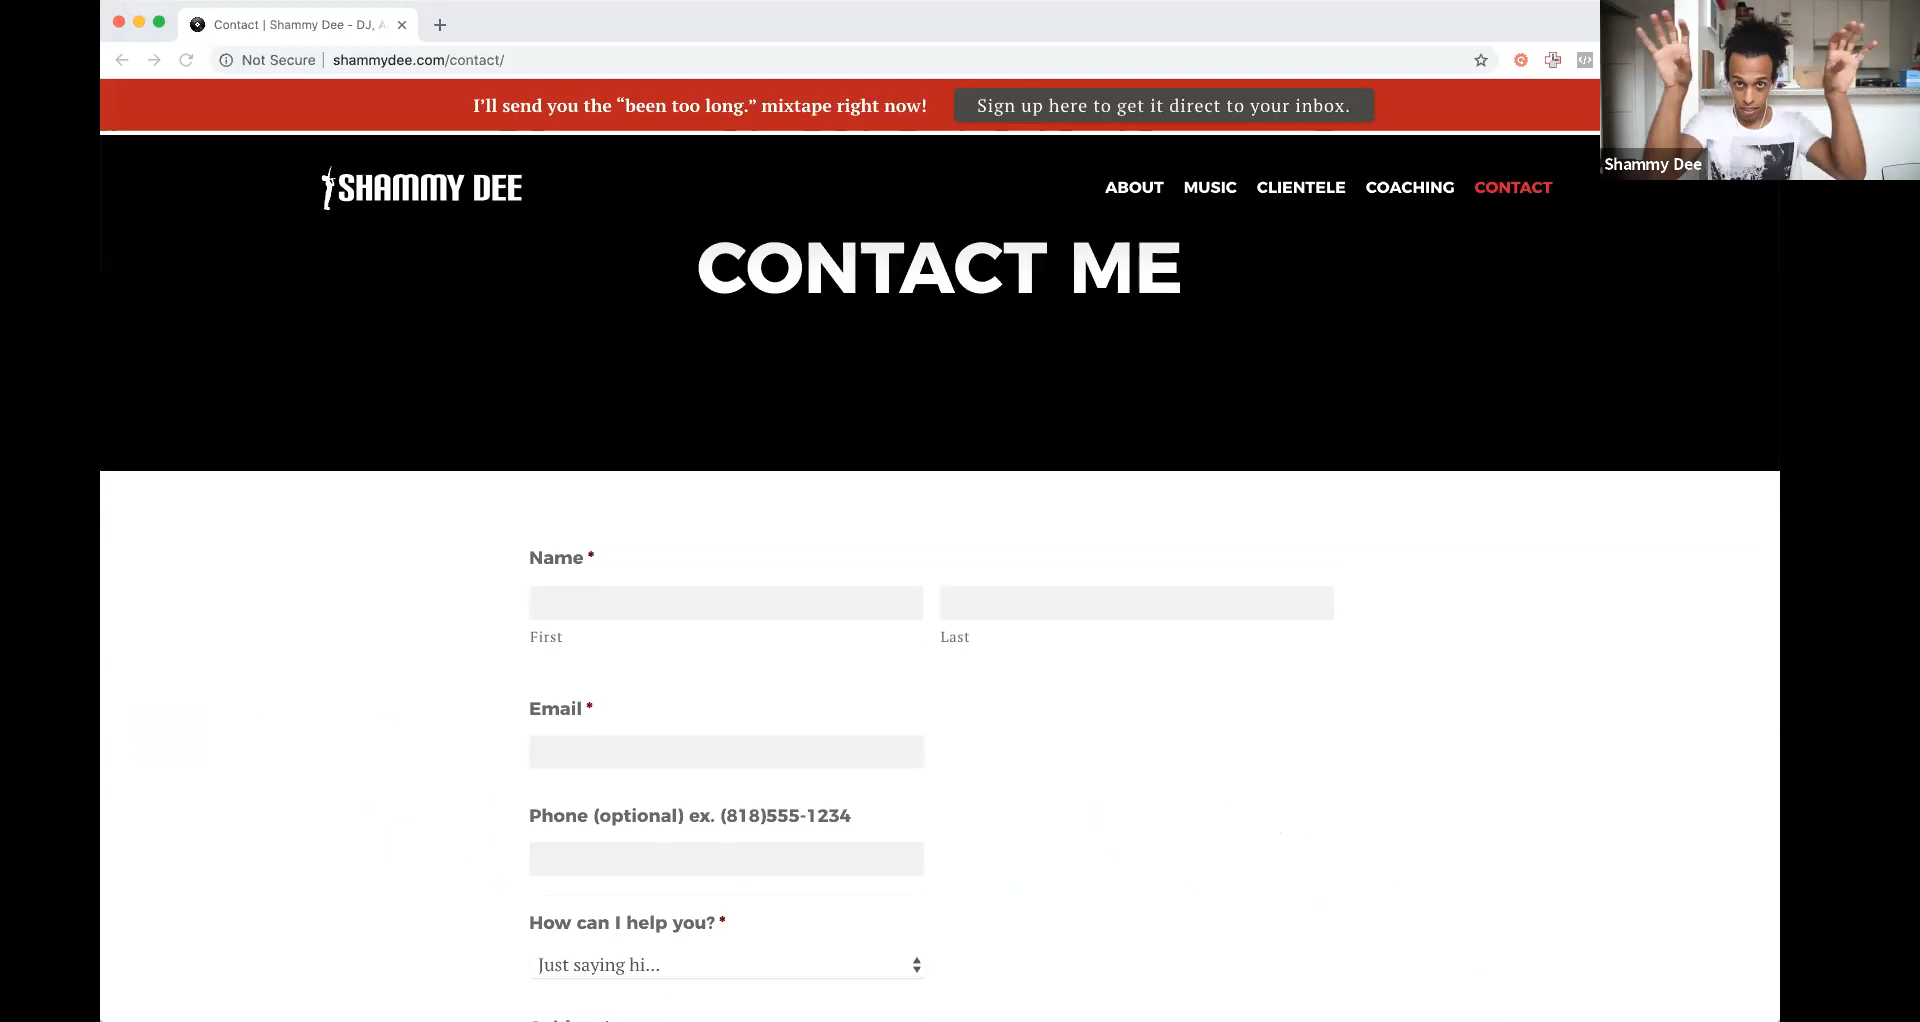 Contact | Shammy Dee - DJ,
Not Secure | shammydee.com/contact/
I'll send you the “been too long.” mixtape right now!
Sign up here to get it direct to your inbox.
Shammy Dee
SHAMMY DEE
ABOUT MUSIC CLIENTELE COACHING CONTACT
CONTACT ME
Name *
First Last
Email *
Phone (optional) ex. (818)555-1234
How can I help you? *
Just saying hi...